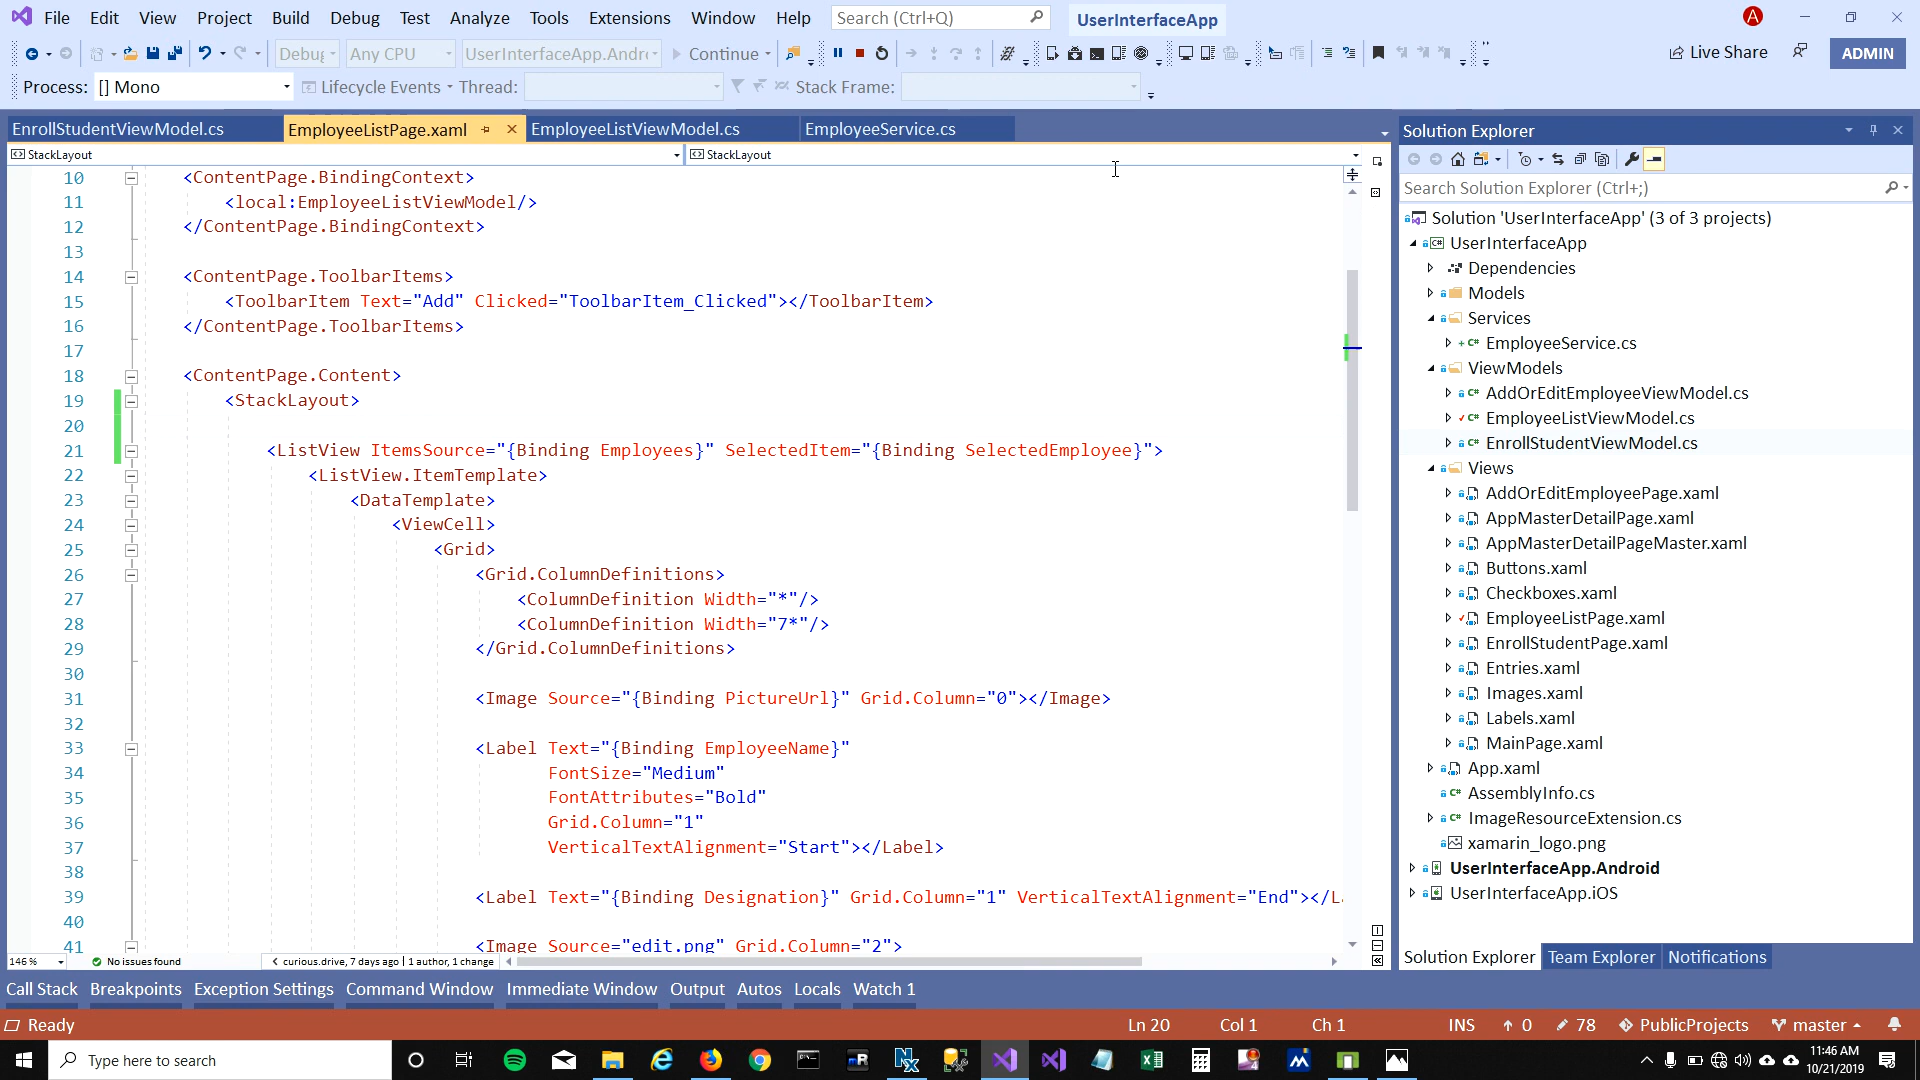 File Edit View Project Build Debug Test Analyze Tools Extensions Window Help Search (Ctrl+Q) UserInterfaceApp A
Debug Any CPU UserInterfaceApp.Andr Continue Live Share ADMIN
Process: [] Mono Lifecycle Events Thread: Stack Frame:
EnrollStudentViewModel.cs EmployeeListPage.xaml EmployeeListViewModel.cs EmployeeService.cs
StackLayout StackLayout
10 <ContentPage.BindingContext>
11 <local:EmployeeListViewModel/>
12 </ContentPage.BindingContext>
13
14 <ContentPage.ToolbarItems>
15 <ToolbarItem Text="Add" Clicked="ToolbarItem_Clicked"></ToolbarItem>
16 </ContentPage.ToolbarItems>
17
18 <ContentPage.Content>
19 <StackLayout>
20
21 <ListView ItemsSource="{Binding Employees}" SelectedItem="{Binding SelectedEmployee}">
22 <ListView.ItemTemplate>
23 <DataTemplate>
24 <ViewCell>
25 <Grid>
26 <Grid.ColumnDefinitions>
27 <ColumnDefinition Width="*"/>
28 <ColumnDefinition Width="7*"/>
29 </Grid.ColumnDefinitions>
30
31 <Image Source="{Binding PictureUrl}" Grid.Column="0"></Image>
32
33 <Label Text="{Binding EmployeeName}"
34 FontSize="Medium"
35 FontAttributes="Bold"
36 Grid.Column="1"
37 VerticalTextAlignment="Start"></Label>
38
39 <Label Text="{Binding Designation}" Grid.Column="1" VerticalTextAlignment="End"></La
40
41 <Image Source="edit.png" Grid.Column="2">
146 % No issues found curious.drive, 7 days ago | 1 author, 1 change
Solution Explorer
Search Solution Explorer (Ctrl+;)
Solution 'UserInterfaceApp' (3 of 3 projects)
UserInterfaceApp
Dependencies
Models
Services
EmployeeService.cs
ViewModels
AddOrEditEmployeeViewModel.cs
EmployeeListViewModel.cs
EnrollStudentViewModel.cs
Views
AddOrEditEmployeePage.xaml
AppMasterDetailPage.xaml
AppMasterDetailPageMaster.xaml
Buttons.xaml
Checkboxes.xaml
EmployeeListPage.xaml
EnrollStudentPage.xaml
Entries.xaml
Images.xaml
Labels.xaml
MainPage.xaml
App.xaml
AssemblyInfo.cs
ImageResourceExtension.cs
xamarin_logo.png
UserInterfaceApp.Android
UserInterfaceApp.iOS
Solution Explorer Team Explorer Notifications
Call Stack Breakpoints Exception Settings Command Window Immediate Window Output Autos Locals Watch 1
Ready Ln 20 Col 1 Ch 1 INS 0 78 PublicProjects master
Type here to search
11:46 AM
10/21/2019